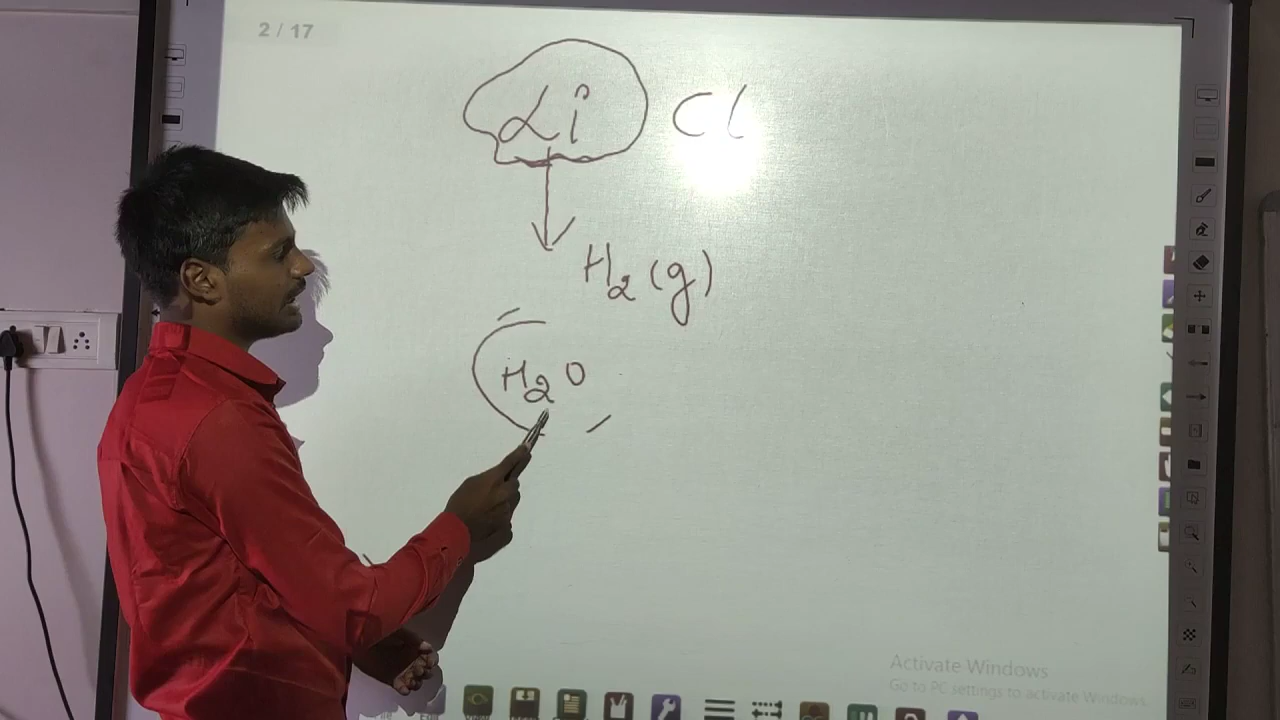 2 / 17
Li Cl
H2(g)
H2O
Activate Windows
Go to PC settings to activate Windows.